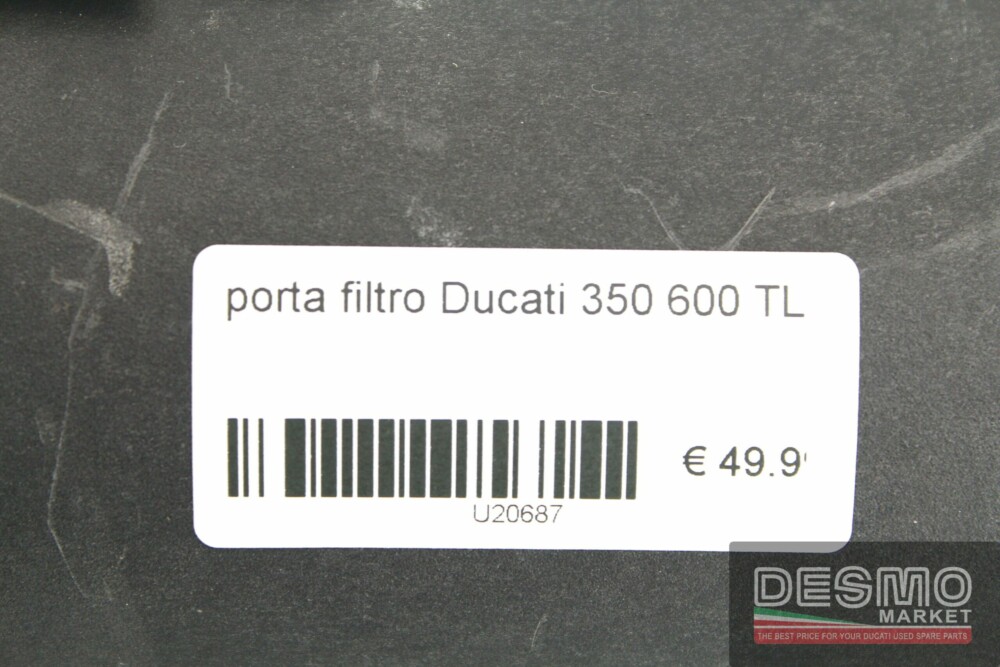 porta filtro Ducati 350 600 TL
€ 49.9
U20687
DESMO
MARKET
THE BEST PRICE FOR YOUR DUCATI USED SPARE PARTS